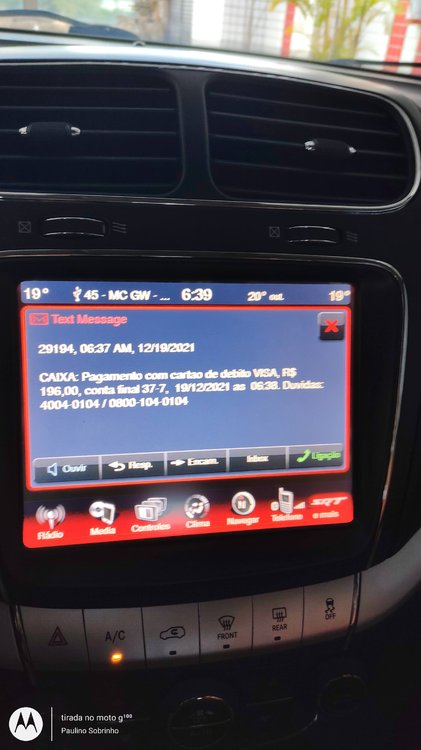 19° 45 - MC GW - ... 6:39 20° out. 19°
Text Message
29194, 06:37 AM, 12/19/2021
CAIXA: Pagamento com cartao de debito VISA, R$
196,00, conta final 37-7, 19/12/2021 as 06:38. Duvidas:
4004-0104 / 0800-104-0104
Ouvir Resp. Encam. Inbox Ligação
Rádio Media Controles Clima Navegar Telefone e mais
A/C FRONT REAR OFF
tirada no moto g¹⁰⁰
Paulino Sobrinho